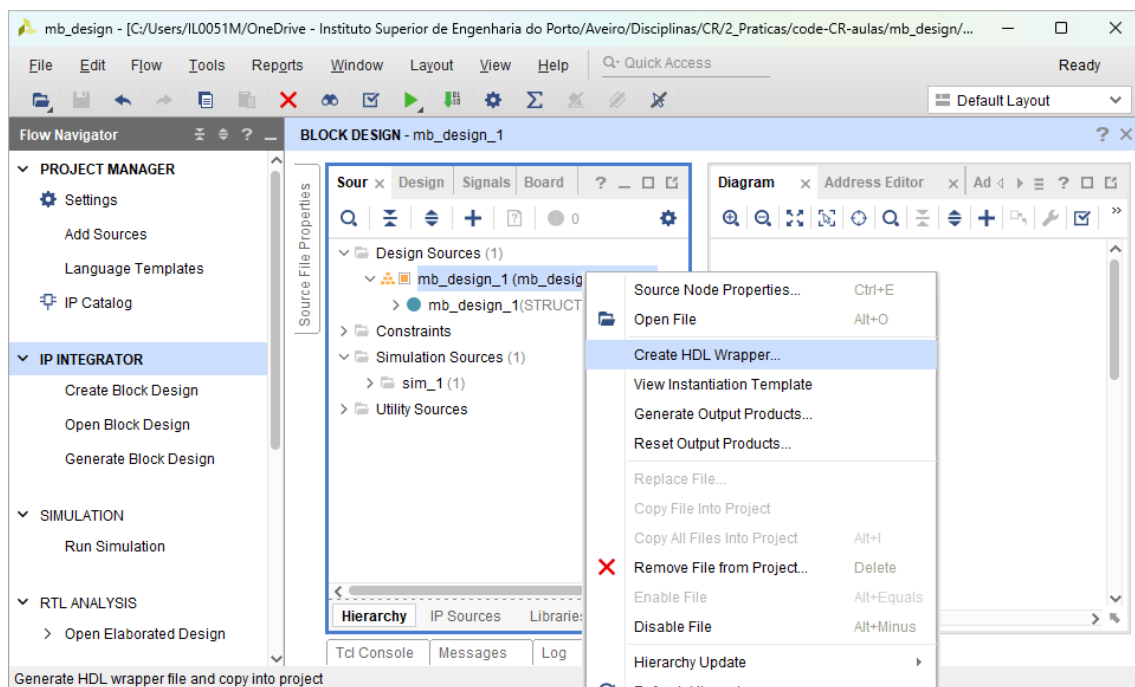 mb_design - [C:/Users/IL0051M/OneDrive - Instituto Superior de Engenharia do Porto/Aveiro/Disciplinas/CR/2_Praticas/code-CR-aulas/mb_design/...
File Edit Flow Tools Reports Window Layout View Help Quick Access Ready
Default Layout
Flow Navigator
BLOCK DESIGN - mb_design_1
PROJECT MANAGER
Settings
Add Sources
Language Templates
IP Catalog
IP INTEGRATOR
Create Block Design
Open Block Design
Generate Block Design
SIMULATION
Run Simulation
RTL ANALYSIS
Open Elaborated Design
Source File Properties
Sour Design Signals Board
0
Design Sources (1)
mb_design_1 (mb_desig
mb_design_1(STRUCT
Constraints
Simulation Sources (1)
sim_1 (1)
Utility Sources
Hierarchy IP Sources Libraries
Tcl Console Messages Log
Diagram Address Editor Ad
Source Node Properties... Ctrl+E
Open File Alt+O
Create HDL Wrapper...
View Instantiation Template
Generate Output Products...
Reset Output Products...
Replace File...
Copy File Into Project
Copy All Files Into Project Alt+I
Remove File from Project... Delete
Enable File Alt+Equals
Disable File Alt+Minus
Hierarchy Update
Generate HDL wrapper file and copy into project